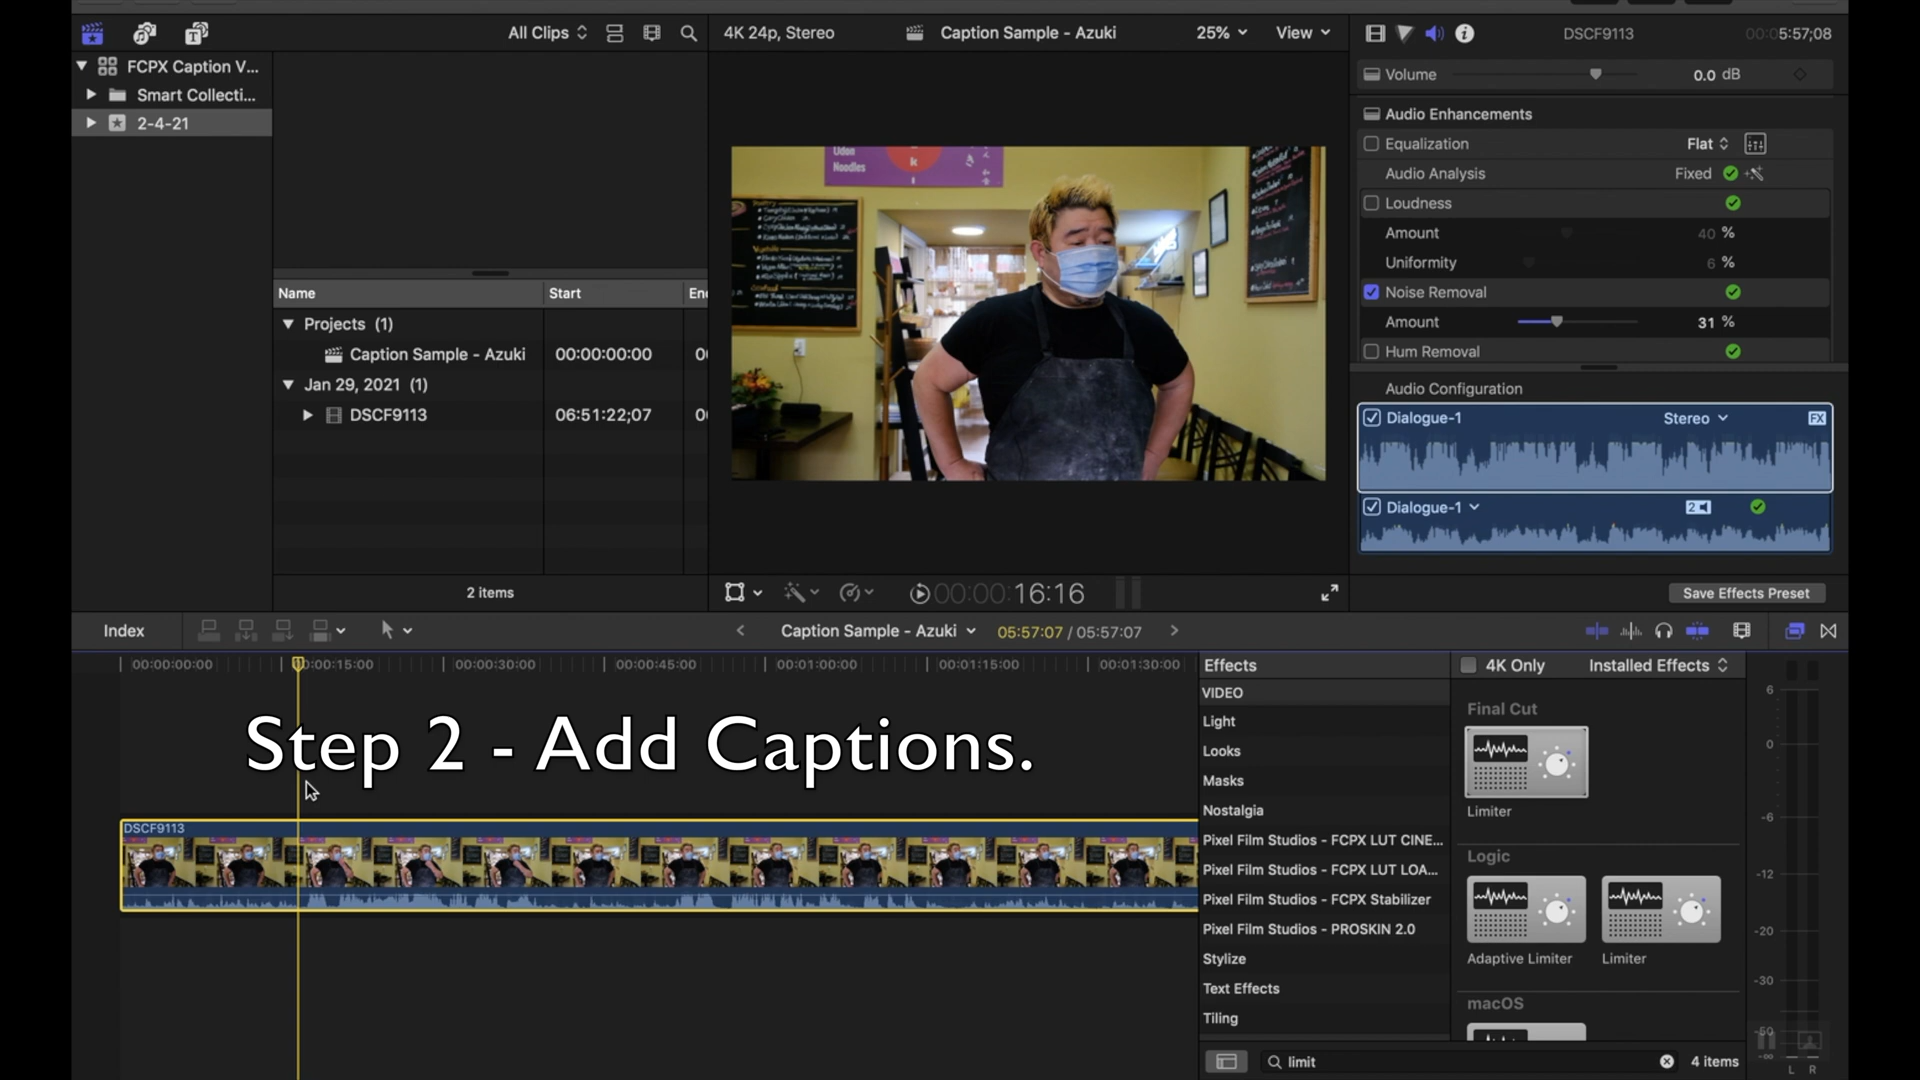 All Clips
4K 24p, Stereo
Caption Sample - Azuki
25%
View
DSCF9113
00:05:57;08
FCPX Caption V...
Smart Collecti...
2-4-21
Udon
Noodles
Name
Start
Projects (1)
Caption Sample - Azuki
00:00:00:00
Jan 29, 2021 (1)
DSCF9113
06:51:22;07
2 items
00:00:16:16
Volume
0.0 dB
Audio Enhancements
Equalization
Flat
Audio Analysis
Fixed
Loudness
Amount
40 %
Uniformity
6 %
Noise Removal
Amount
31 %
Hum Removal
Audio Configuration
Dialogue-1
Stereo
FX
Dialogue-1
2
Save Effects Preset
Index
Caption Sample - Azuki
05:57:07 / 05:57:07
00:00:00:00
00:00:15:00
00:00:30:00
00:00:45:00
00:01:00:00
00:01:15:00
00:01:30:00
Step 2 - Add Captions.
DSCF9113
Effects
VIDEO
Light
Looks
Masks
Nostalgia
Pixel Film Studios - FCPX LUT CINE...
Pixel Film Studios - FCPX LUT LOA...
Pixel Film Studios - FCPX Stabilizer
Pixel Film Studios - PROSKIN 2.0
Stylize
Text Effects
Tiling
4K Only
Installed Effects
Final Cut
Limiter
Logic
Adaptive Limiter
Limiter
macOS
limit
4 items
6
0
-6
-12
-20
-30
-50
-∞
L R